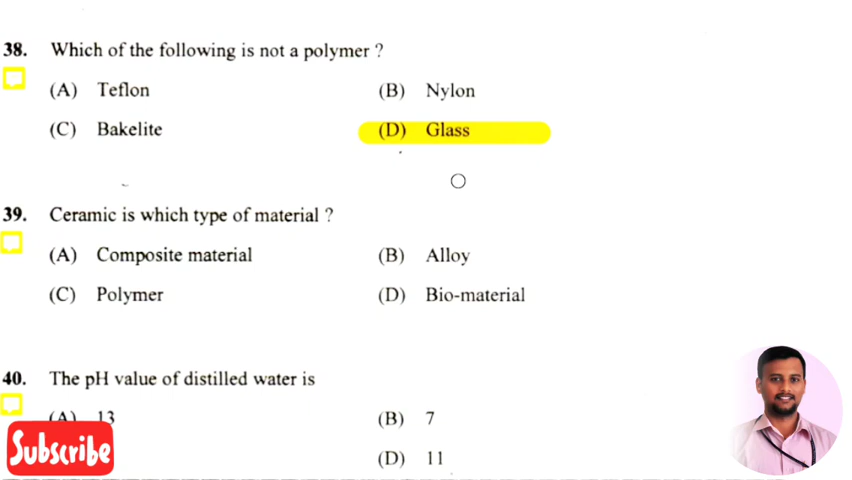 38. Which of the following is not a polymer ?
(A) Teflon (B) Nylon
(C) Bakelite (D) Glass
39. Ceramic is which type of material ?
(A) Composite material (B) Alloy
(C) Polymer (D) Bio-material
40. The pH value of distilled water is
(A) 13 (B) 7
(D) 11
Subscribe